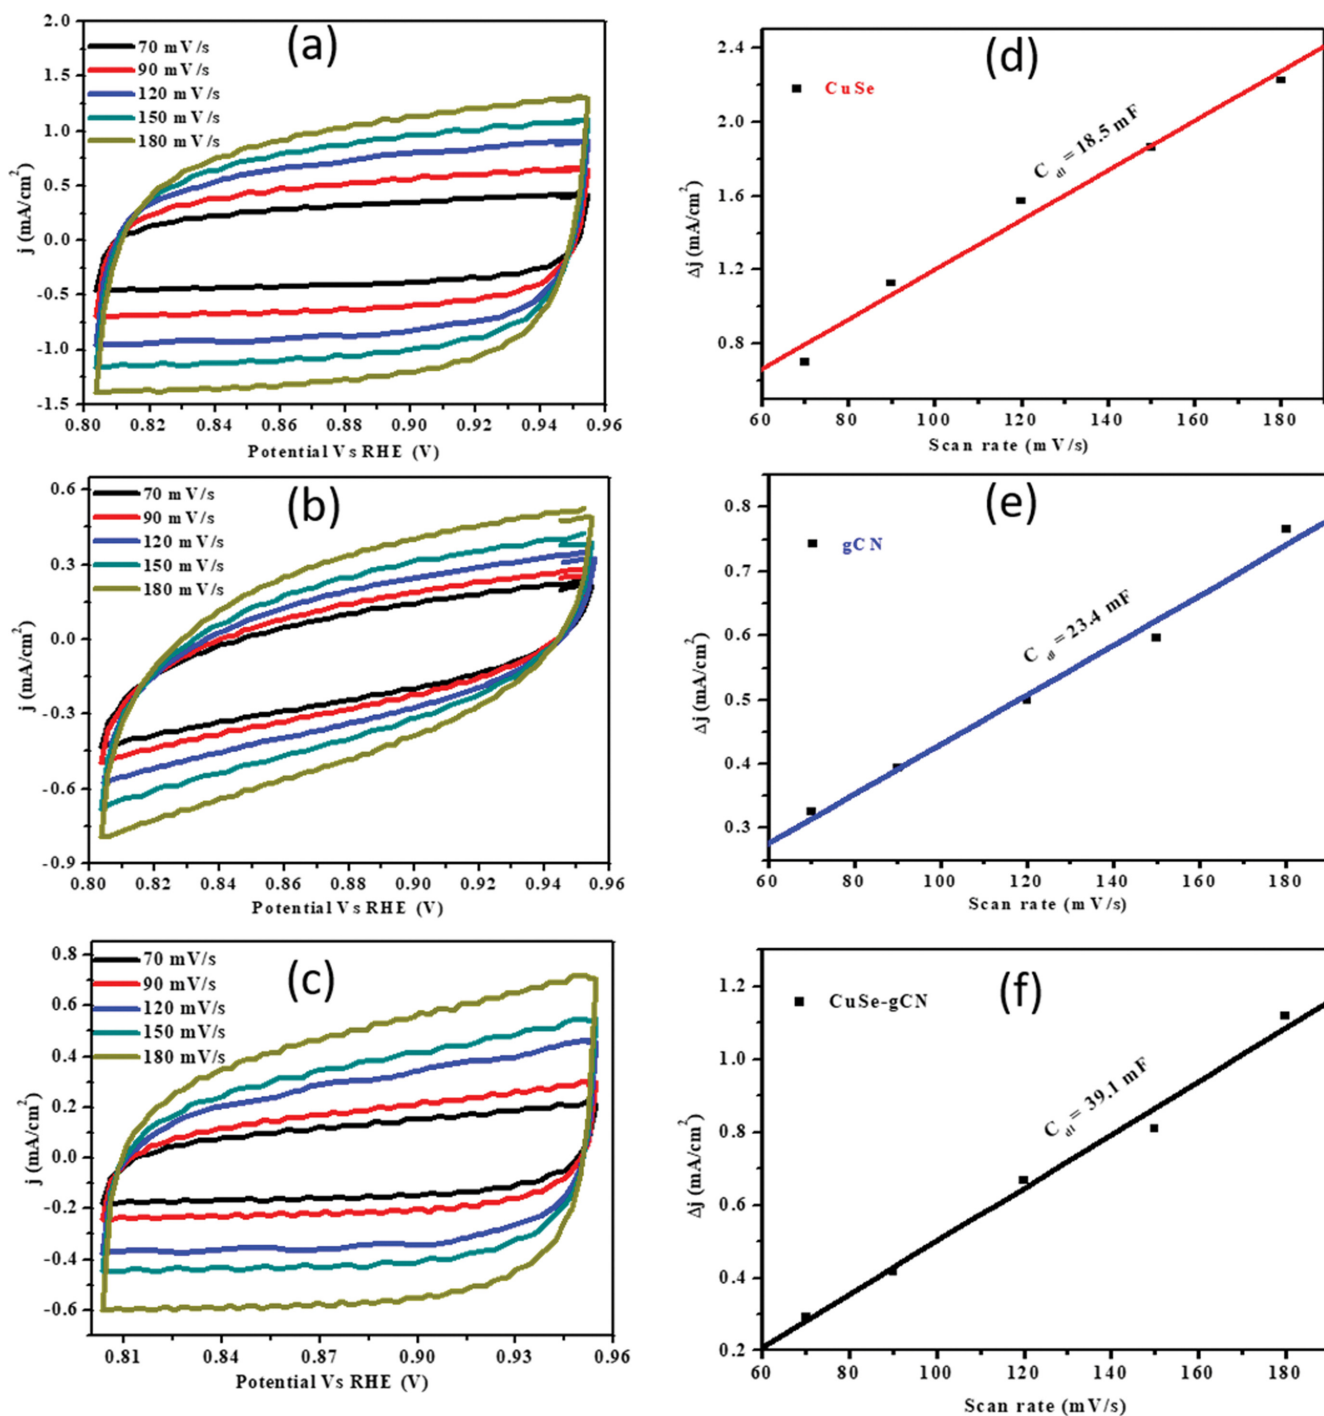 (a)
70 mV/s
90 mV/s
120 mV/s
150 mV/s
180 mV/s
2.0
1.5
1.0
0.5
0.0
-0.5
-1.0
-1.5
j (mA/cm²)
0.80 0.82 0.84 0.86 0.88 0.90 0.92 0.94 0.96
Potential Vs RHE (V)
(d)
CuSe
C dl = 18.5 mF
2.4
2.0
1.6
1.2
0.8
Δj (mA/cm²)
60 80 100 120 140 160 180
Scan rate (mV/s)
(b)
70 mV/s
90 mV/s
120 mV/s
150 mV/s
180 mV/s
0.6
0.3
0.0
-0.3
-0.6
-0.9
j (mA/cm²)
0.80 0.82 0.84 0.86 0.88 0.90 0.92 0.94 0.96
Potential Vs RHE (V)
(e)
gCN
C dl = 23.4 mF
0.8
0.7
0.6
0.5
0.4
0.3
Δj (mA/cm²)
60 80 100 120 140 160 180
Scan rate (mV/s)
(c)
70 mV/s
90 mV/s
120 mV/s
150 mV/s
180 mV/s
0.8
0.6
0.4
0.2
0.0
-0.2
-0.4
-0.6
j (mA/cm²)
0.81 0.84 0.87 0.90 0.93 0.96
Potential Vs RHE (V)
(f)
CuSe-gCN
C dl = 39.1 mF
1.2
1.0
0.8
0.6
0.4
0.2
Δj (mA/cm²)
60 80 100 120 140 160 180
Scan rate (mV/s)